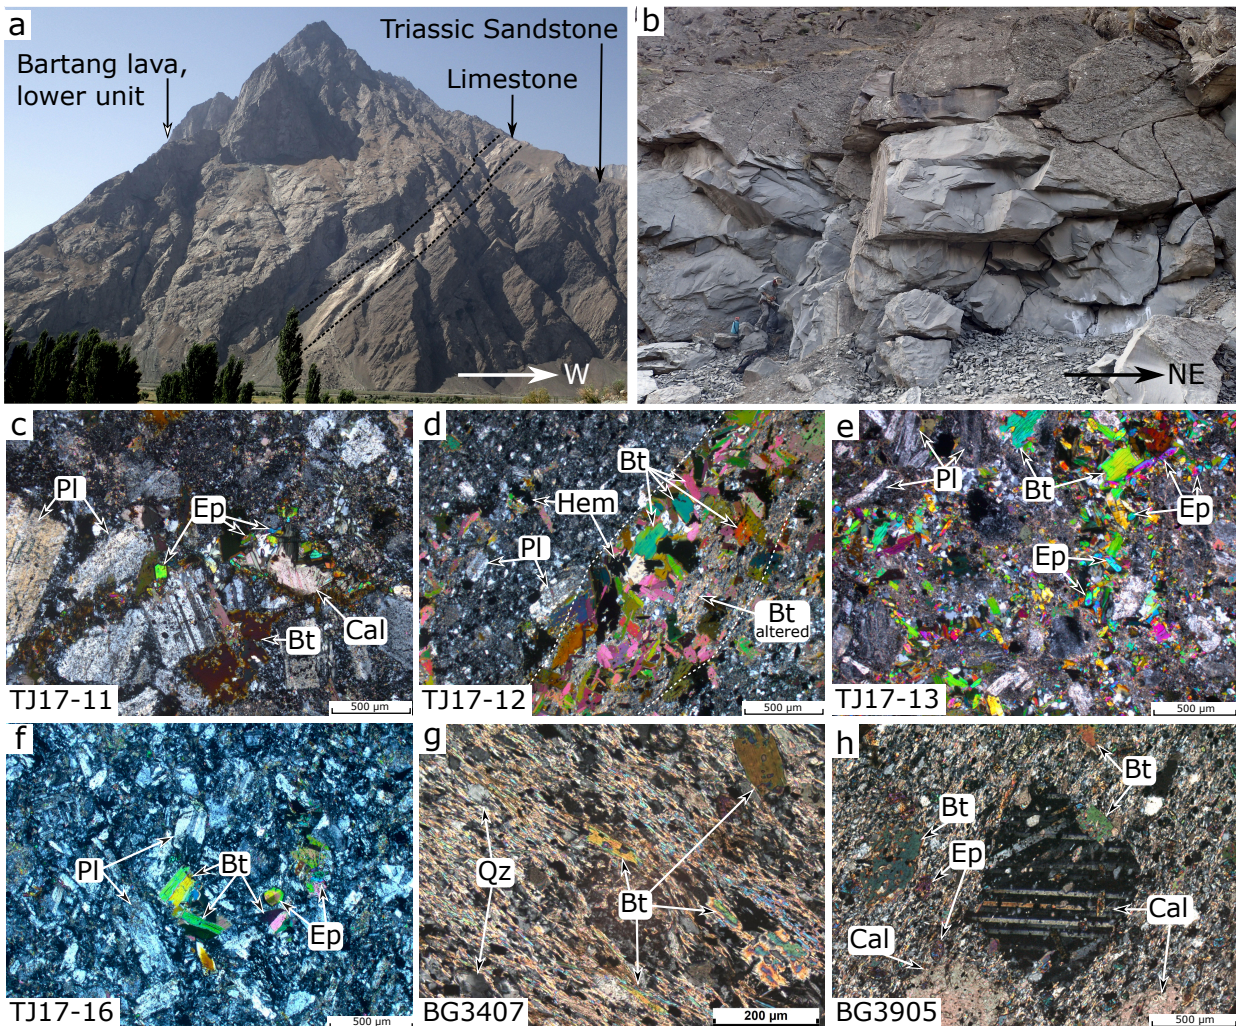 a
Bartang lava,
lower unit
Triassic Sandstone
Limestone
W
b
NE
c
Pl
Ep
Bt
Cal
TJ17-11
500 µm
d
Bt
Hem
Pl
Bt
altered
TJ17-12
500 µm
e
Pl
Bt
Ep
Ep
TJ17-13
500 µm
f
Pl
Bt
Ep
TJ17-16
500 µm
g
Qz
Bt
BG3407
200 µm
h
Bt
Bt
Ep
Cal
Cal
BG3905
500 µm